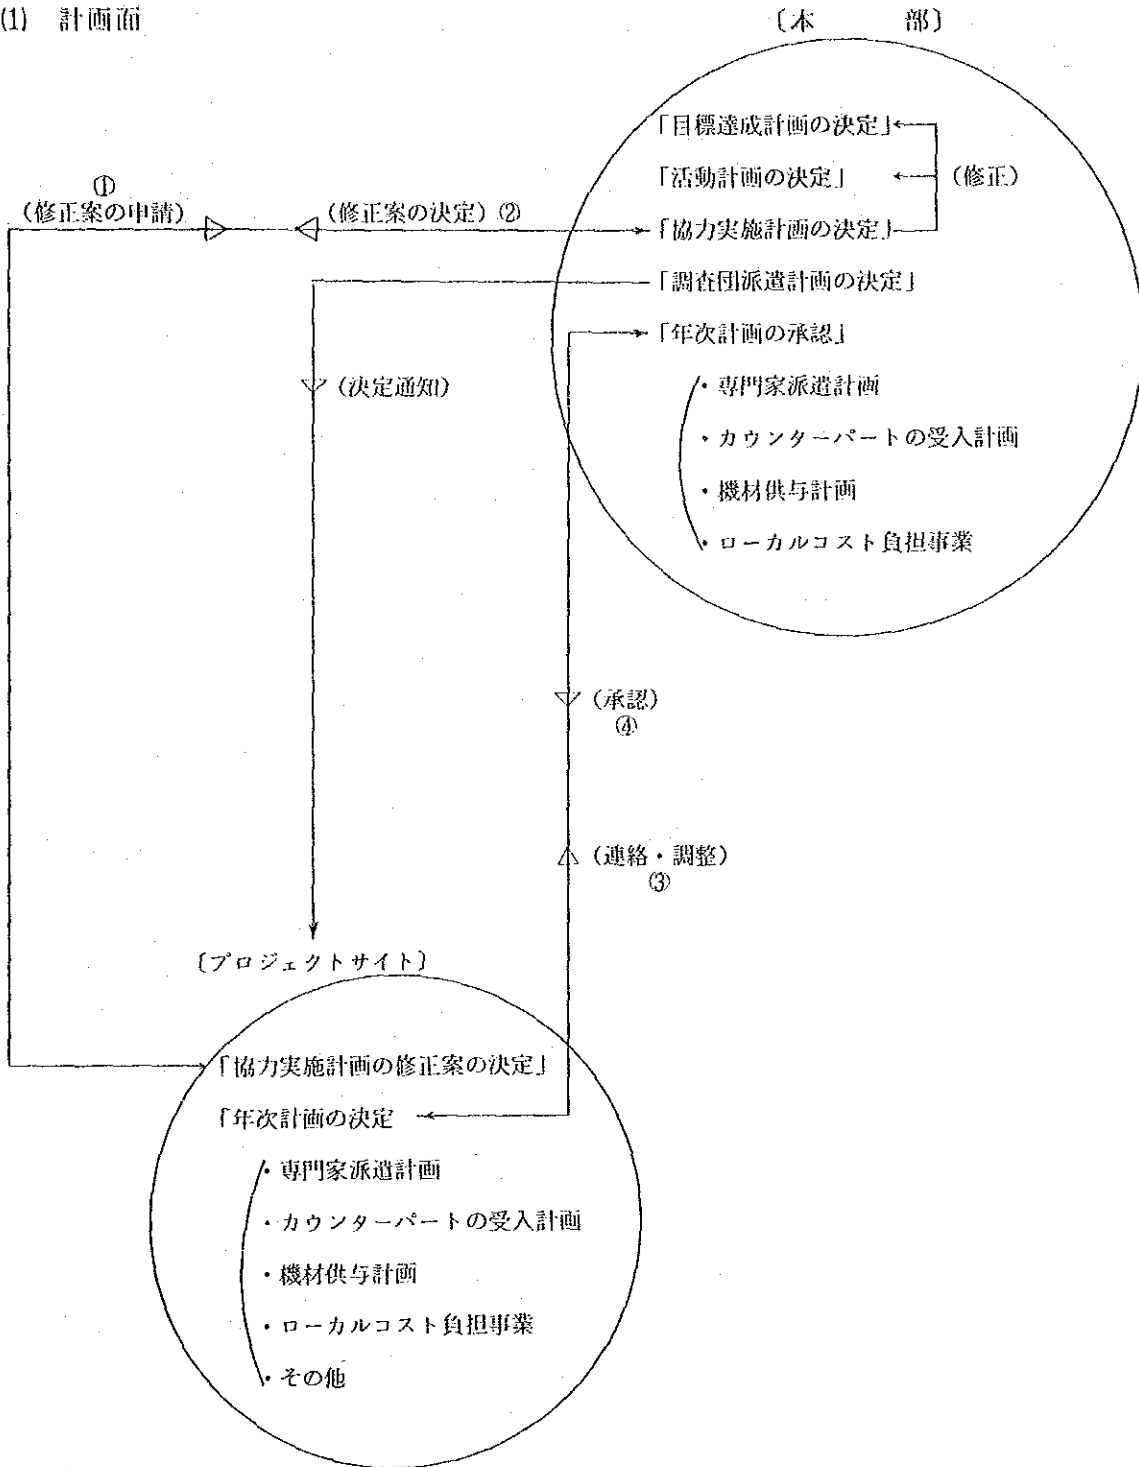 (1) 計画面
〔本 部〕
「目標達成計画の決定」
「活動計画の決定」
(修正)
①
(修正案の申請)
(修正案の決定) ②
「協力実施計画の決定」
「調査団派遣計画の決定」
「年次計画の承認」
(決定通知)
・専門家派遣計画
・カウンターパートの受入計画
・機材供与計画
・ローカルコスト負担事業
(承認)
④
(連絡・調整)
③
〔プロジェクトサイト〕
「協力実施計画の修正案の決定」
「年次計画の決定
・専門家派遣計画
・カウンターパートの受入計画
・機材供与計画
・ローカルコスト負担事業
・その他